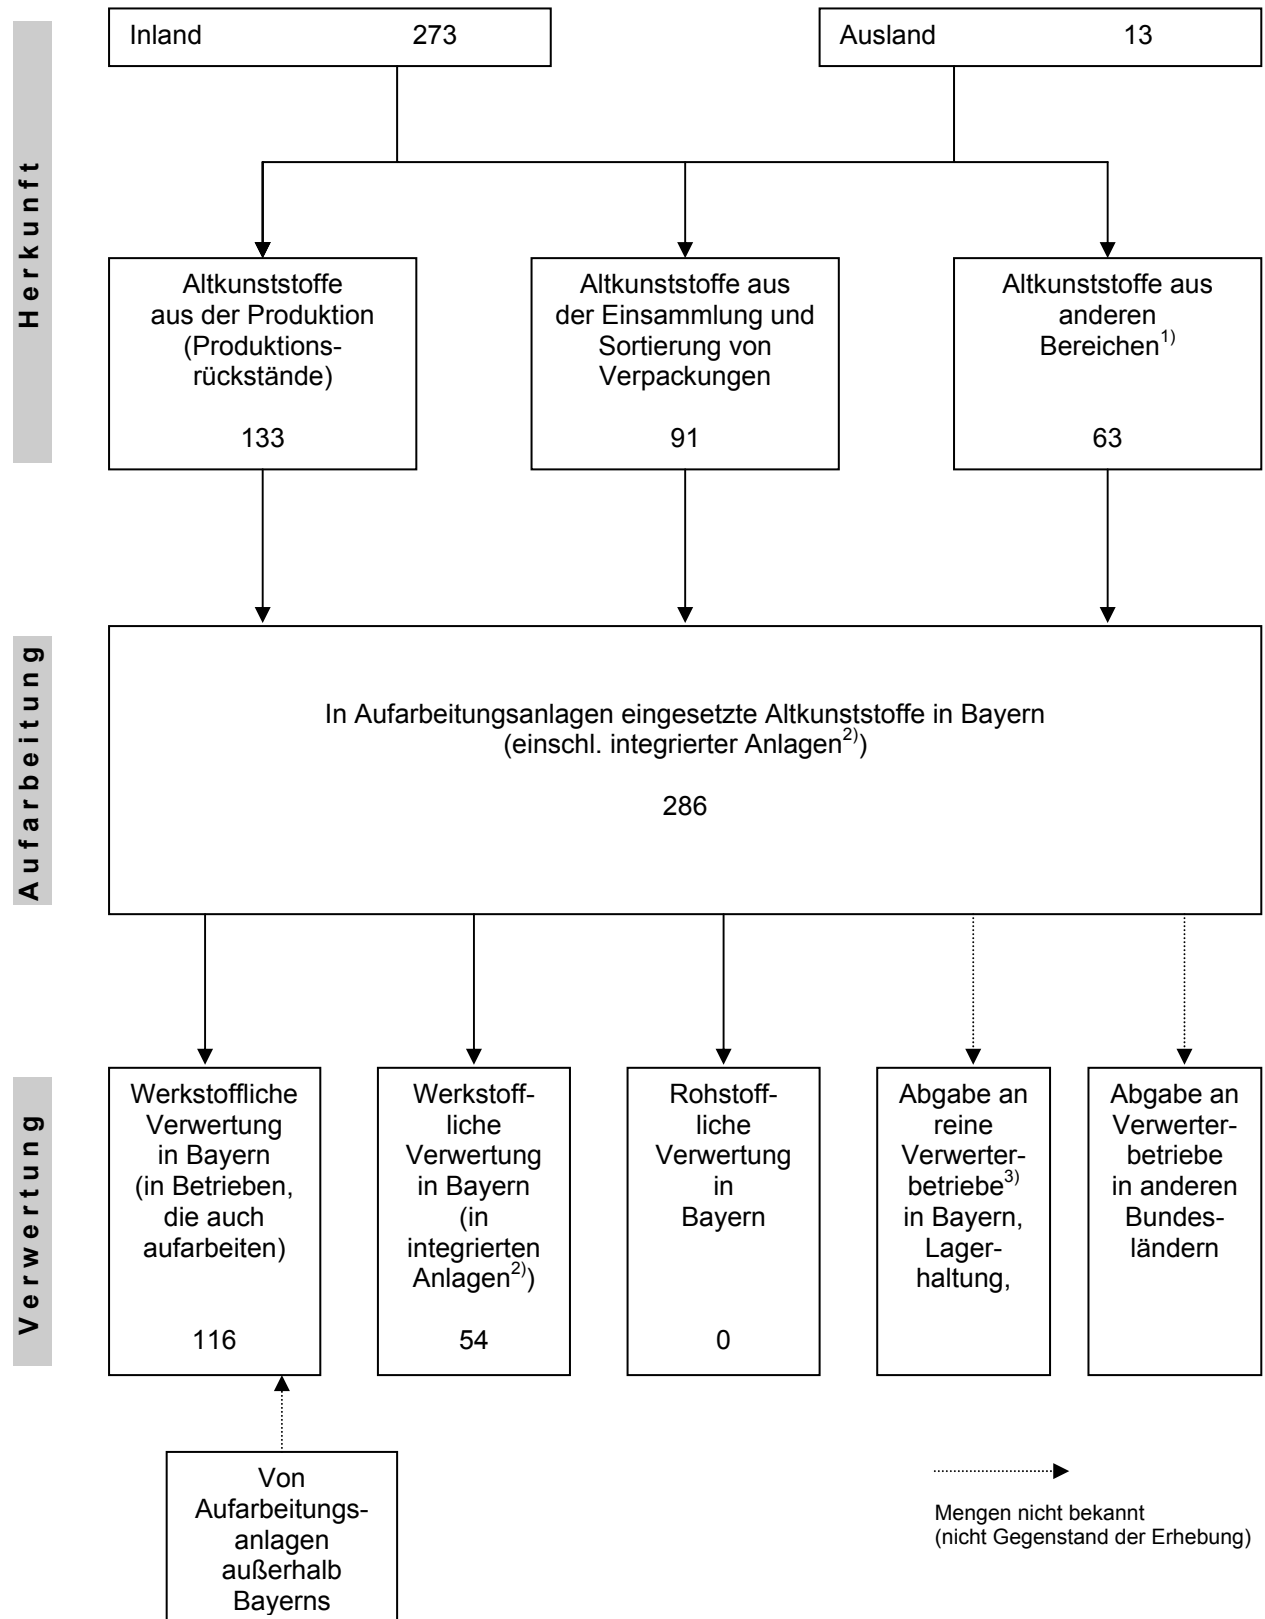 Herkunft
Inland 273
Ausland 13
Altkunststoffe
aus der Produktion
(Produktions-
rückstände)
133
Altkunststoffe aus
der Einsammlung und
Sortierung von
Verpackungen
91
Altkunststoffe aus
anderen
Bereichen1)
63
Aufarbeitung
In Aufarbeitungsanlagen eingesetzte Altkunststoffe in Bayern
(einschl. integrierter Anlagen2))
286
Verwertung
Werkstoffliche
Verwertung
in Bayern
(in Betrieben,
die auch
aufarbeiten)
116
Werkstoff-
liche
Verwertung
in Bayern
(in
integrierten
Anlagen2))
54
Rohstoff-
liche
Verwertung
in
Bayern
0
Abgabe an
reine
Verwerter-
betriebe3)
in Bayern,
Lager-
haltung,
Abgabe an
Verwerter-
betriebe
in anderen
Bundes-
ländern
Von
Aufarbeitungs-
anlagen
außerhalb
Bayerns
Mengen nicht bekannt
(nicht Gegenstand der Erhebung)